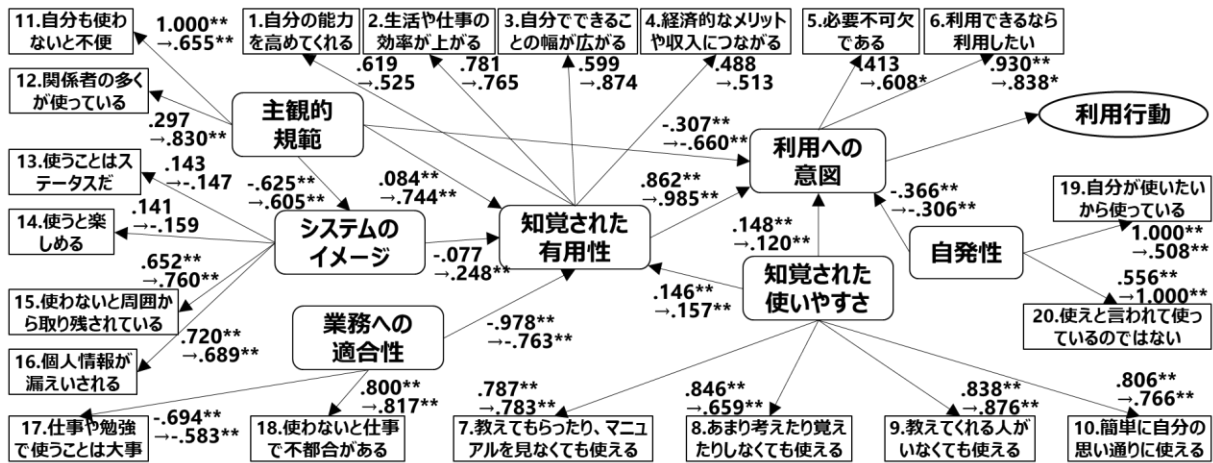 11.自分も使わ
ないと不便
1.000**
→.655**
1.自分の能力
を高めてくれる
2.生活や仕事の
効率が上がる
3.自分でできるこ
との幅が広がる
4.経済的なメリット
や収入につながる
5.必要不可欠
である
6.利用できるなら
利用したい
.619
→.525
.781
→.765
.599
→.874
.488
→.513
.413
→.608*
.930**
→.838*
12.関係者の多く
が使っている
.297
→.830**
主観的
規範
-.307**
→-.660**
利用への
意図
利用行動
13.使うことはス
テータスだ
.143
→-.147
-.625**
→.605**
.084**
→.744**
.862**
→.985**
-.366**
→-.306**
19.自分が使いたい
から使っている
1.000**
→.508**
14.使うと楽
しめる
.141
→-.159
システムの
イメージ
-.077
→.248**
知覚された
有用性
.148**
→.120**
自発性
.652**
→.760**
.146**
→.157**
知覚された
使いやすさ
.556**
→1.000**
15.使わないと周囲か
ら取り残されている
業務への
適合性
-.978**
→-.763**
20.使えと言われて使っ
ているのではない
16.個人情報が
漏えいされる
.720**
→.689**
17.仕事や勉強
で使うことは大事
-.694**
→-.583**
.800**
→.817**
18.使わないと仕事
で不都合がある
.787**
→.783**
7.教えてもらったり、マニュ
アルを見なくても使える
.846**
→.659**
8.あまり考えたり覚え
たりしなくても使える
.838**
→.876**
9.教えてくれる人が
いなくても使える
.806**
→.766**
10.簡単に自分の
思い通りに使える